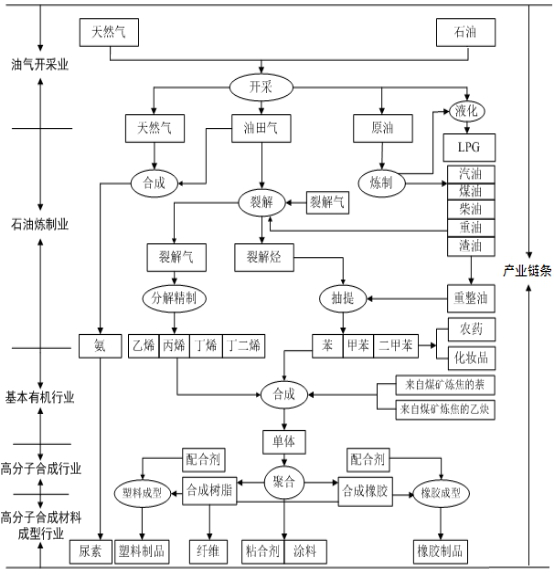 天然气
石油
油气开采业
开采
液化
天然气
油田气
原油
LPG
合成
炼制
汽油
煤油
柴油
重油
渣油
石油炼制业
裂解
裂解气
产业链条
裂解气
裂解烃
分解精制
抽提
重整油
农药
化妆品
氨
乙烯
丙烯
丁烯
丁二烯
苯
甲苯
二甲苯
基本有机行业
合成
来自煤矿炼焦的萘
来自煤矿炼焦的乙炔
单体
高分子合成行业
配合剂
配合剂
塑料成型
合成树脂
聚合
合成橡胶
橡胶成型
高分子合成材料
成型行业
尿素
塑料制品
纤维
粘合剂
涂料
橡胶制品